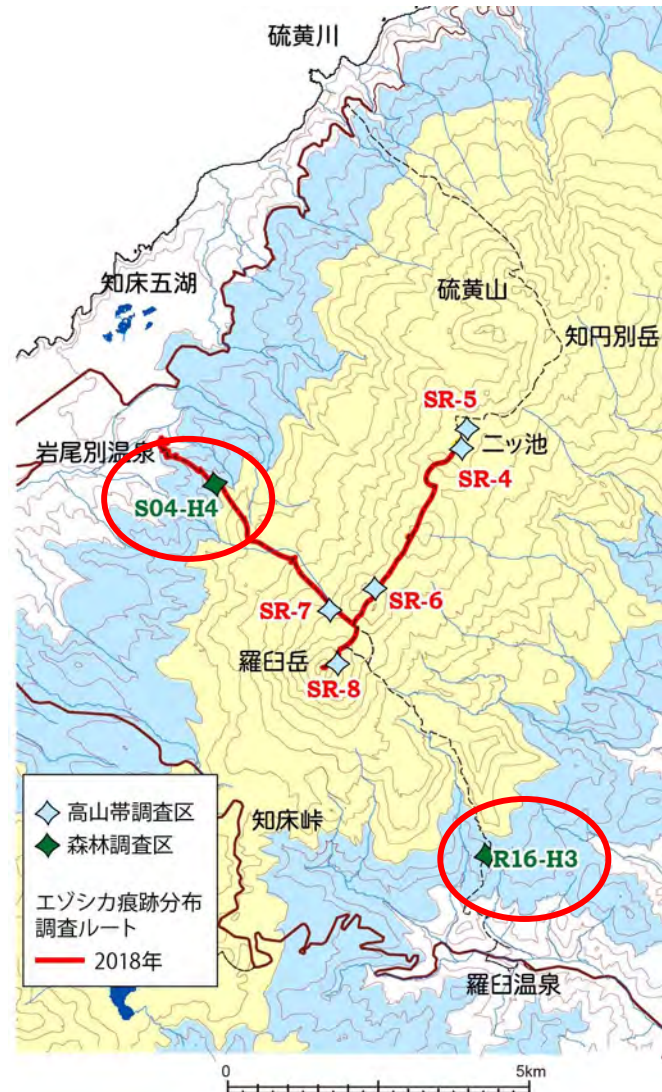 硫黄川
知床五湖
硫黄山
知円別岳
SR-5
岩尾別温泉
二ッ池
SR-4
S04-H4
SR-6
SR-7
羅臼岳
SR-8
高山帯調査区
知床峠
森林調査区
R16-H3
エゾシカ痕跡分布
調査ルート
2018年
羅臼温泉
0
5km